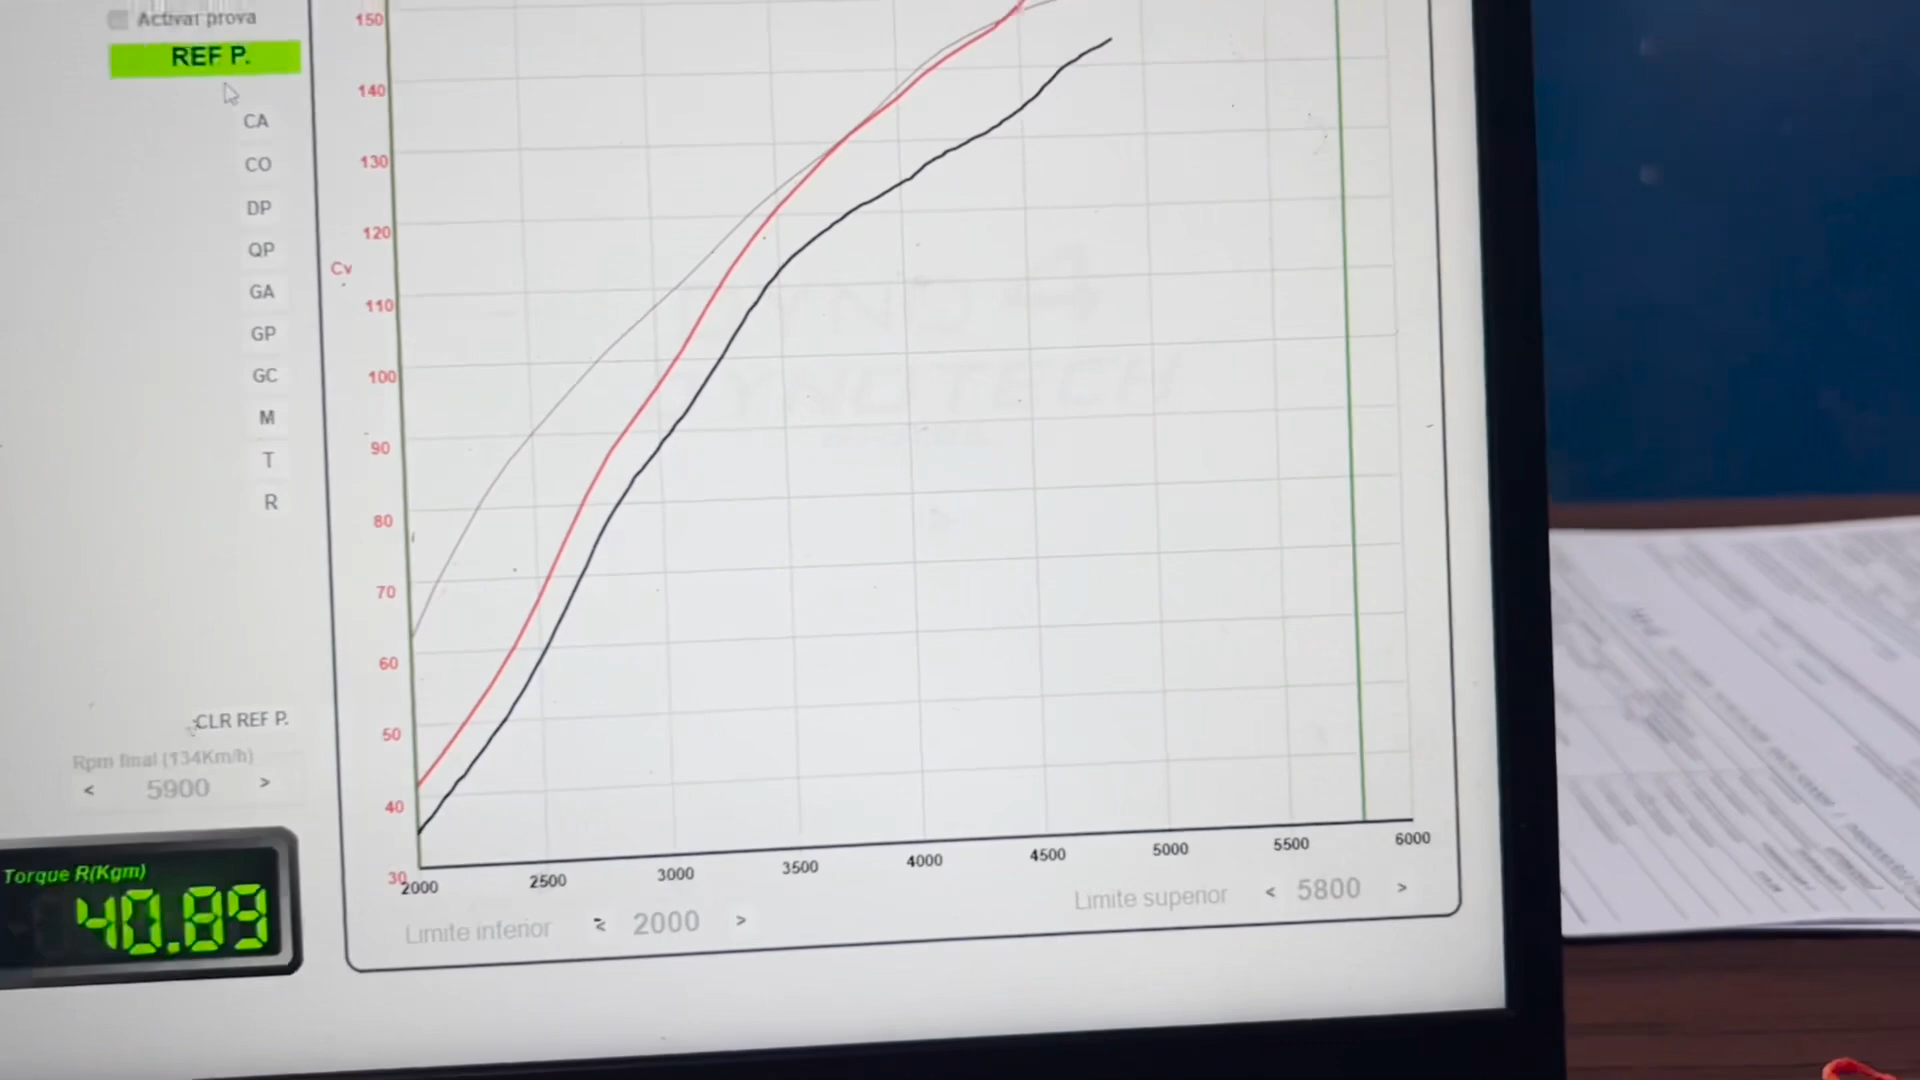 Activar prova
REF P.
CA
CO
DP
QP
GA
GP
GC
M
T
R
CLR REF P.
Rpm final (134Km/h)
< 5900 >
Torque R(Kgm)
40.89
150
140
130
120
Cv
110
100
90
80
70
60
50
40
30
2000 2500 3000 3500 4000 4500 5000 5500 6000
Limite inferior < 2000 >
Limite superior < 5800 >